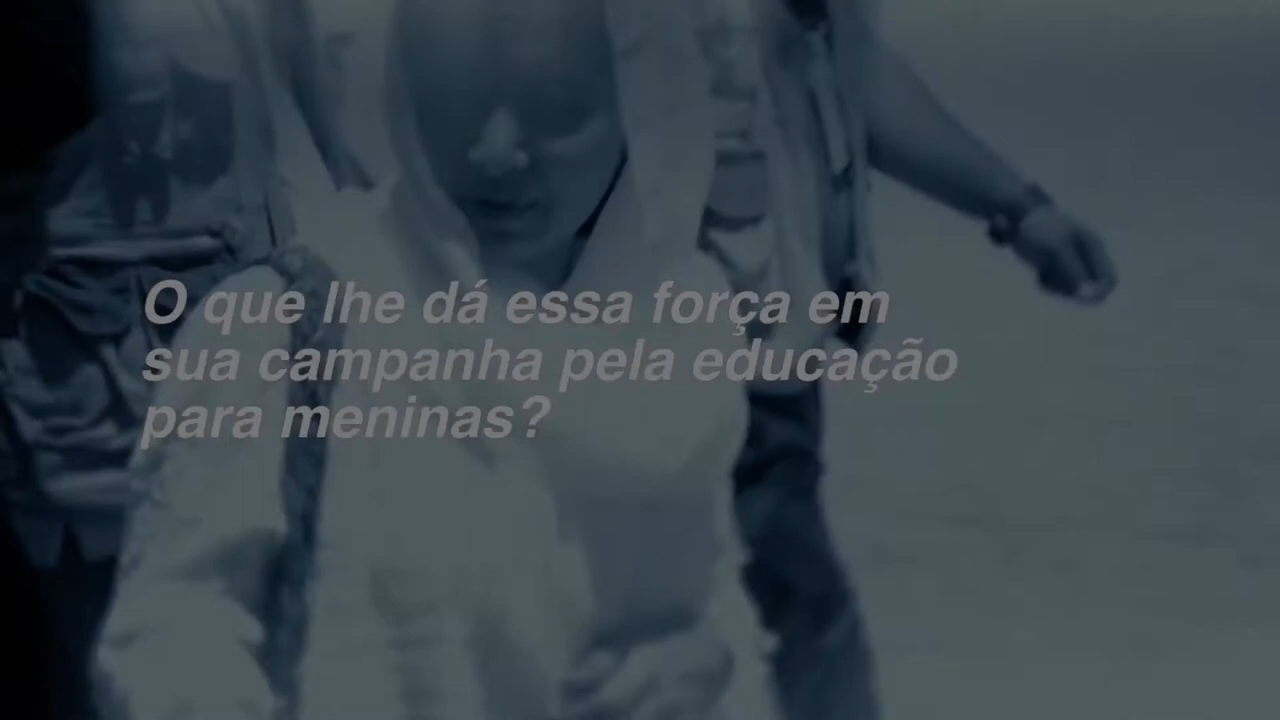 O que lhe dá essa força em
sua campanha pela educação
para meninas?